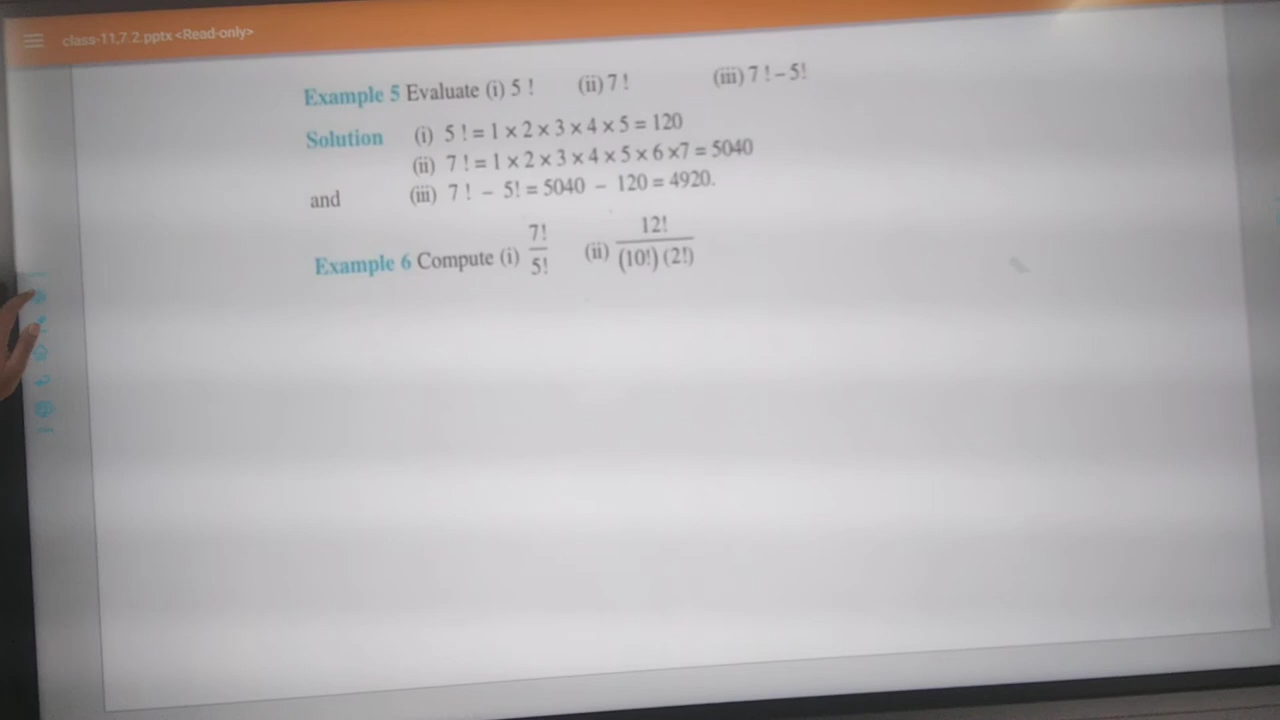 class-11,7.2.pptx <Read-only>
Example 5 Evaluate (i) 5 ! (ii) 7 ! (iii) 7 ! – 5!
Solution (i) 5 ! = 1 × 2 × 3 × 4 × 5 = 120
(ii) 7 ! = 1 × 2 × 3 × 4 × 5 × 6 ×7 = 5040
and (iii) 7 ! – 5! = 5040 – 120 = 4920.
Example 6 Compute (i) 7!/5! (ii) 12!/(10!) (2!)